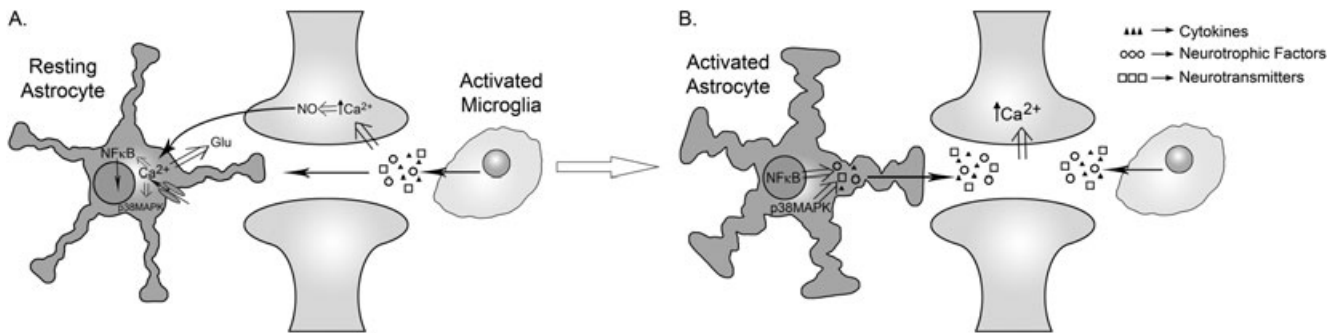 A.
Resting
Astrocyte
NO⇐↑Ca²⁺
Activated
Microglia
Glu
NFκB
Ca²⁺
p38MAPK
B.
Activated
Astrocyte
↑Ca²⁺
NFκB
p38MAPK
Cytokines
Neurotrophic Factors
Neurotransmitters